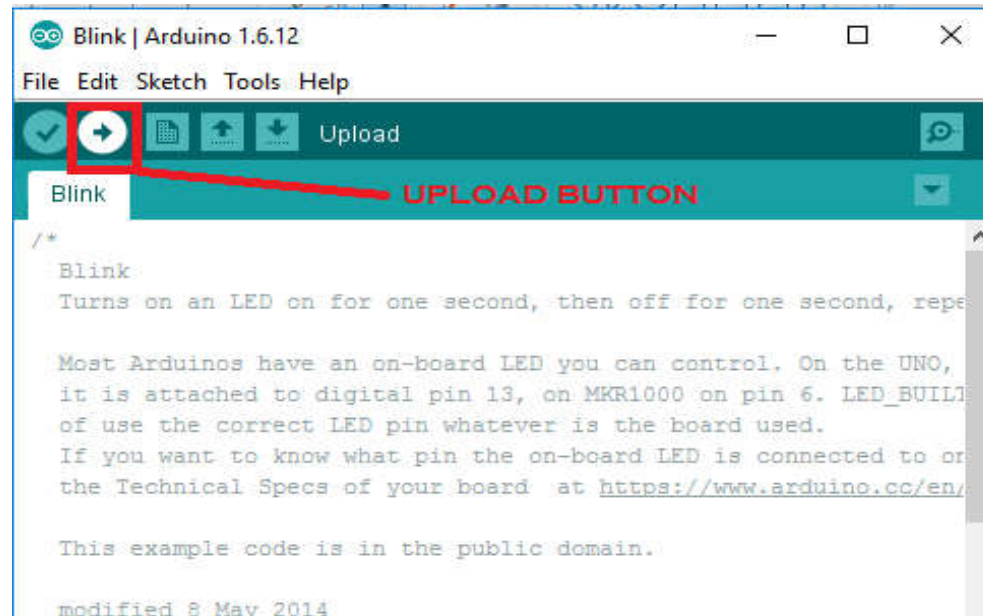 Blink | Arduino 1.6.12
File Edit Sketch Tools Help
Upload
Blink
UPLOAD BUTTON
/*
Blink
Turns on an LED on for one second, then off for one second, repe
Most Arduinos have an on-board LED you can control. On the UNO,
it is attached to digital pin 13, on MKR1000 on pin 6. LED_BUILT
of use the correct LED pin whatever is the board used.
If you want to know what pin the on-board LED is connected to on
the Technical Specs of your board at https://www.arduino.cc/en/
This example code is in the public domain.
modified 8 May 2014